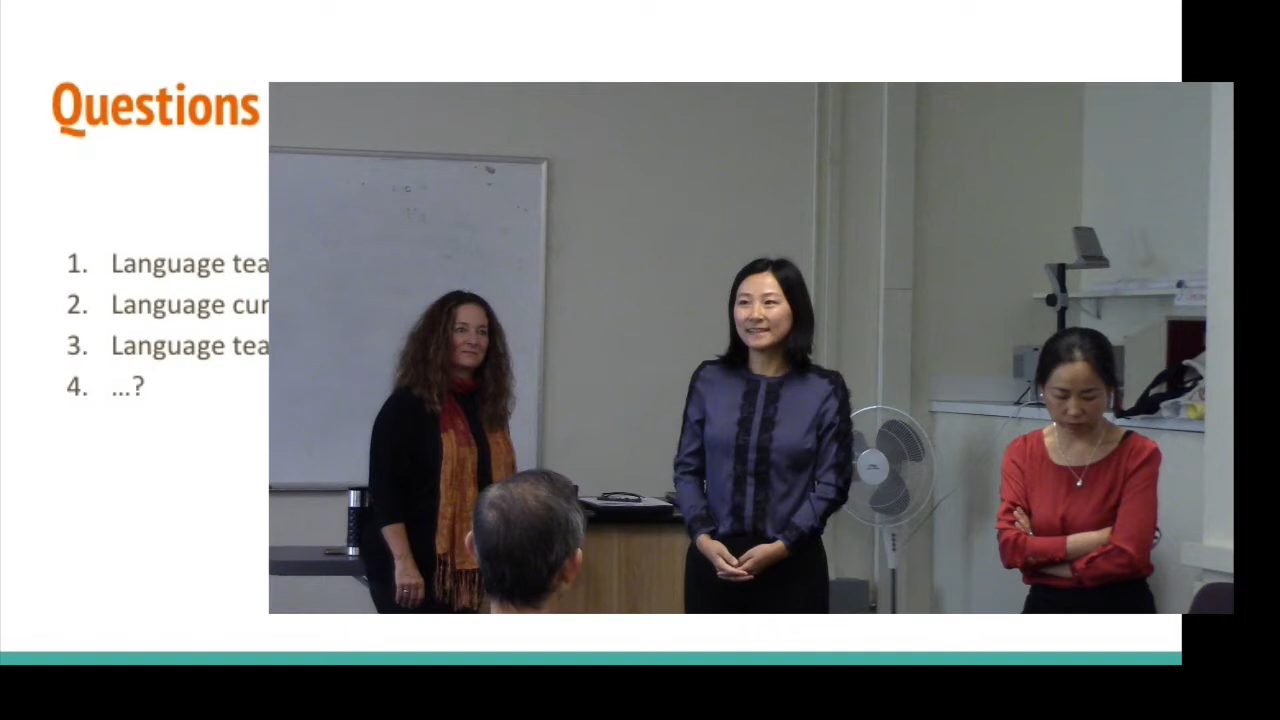 Questions
1. Language tea
2. Language cur
3. Language tea
4. ...?